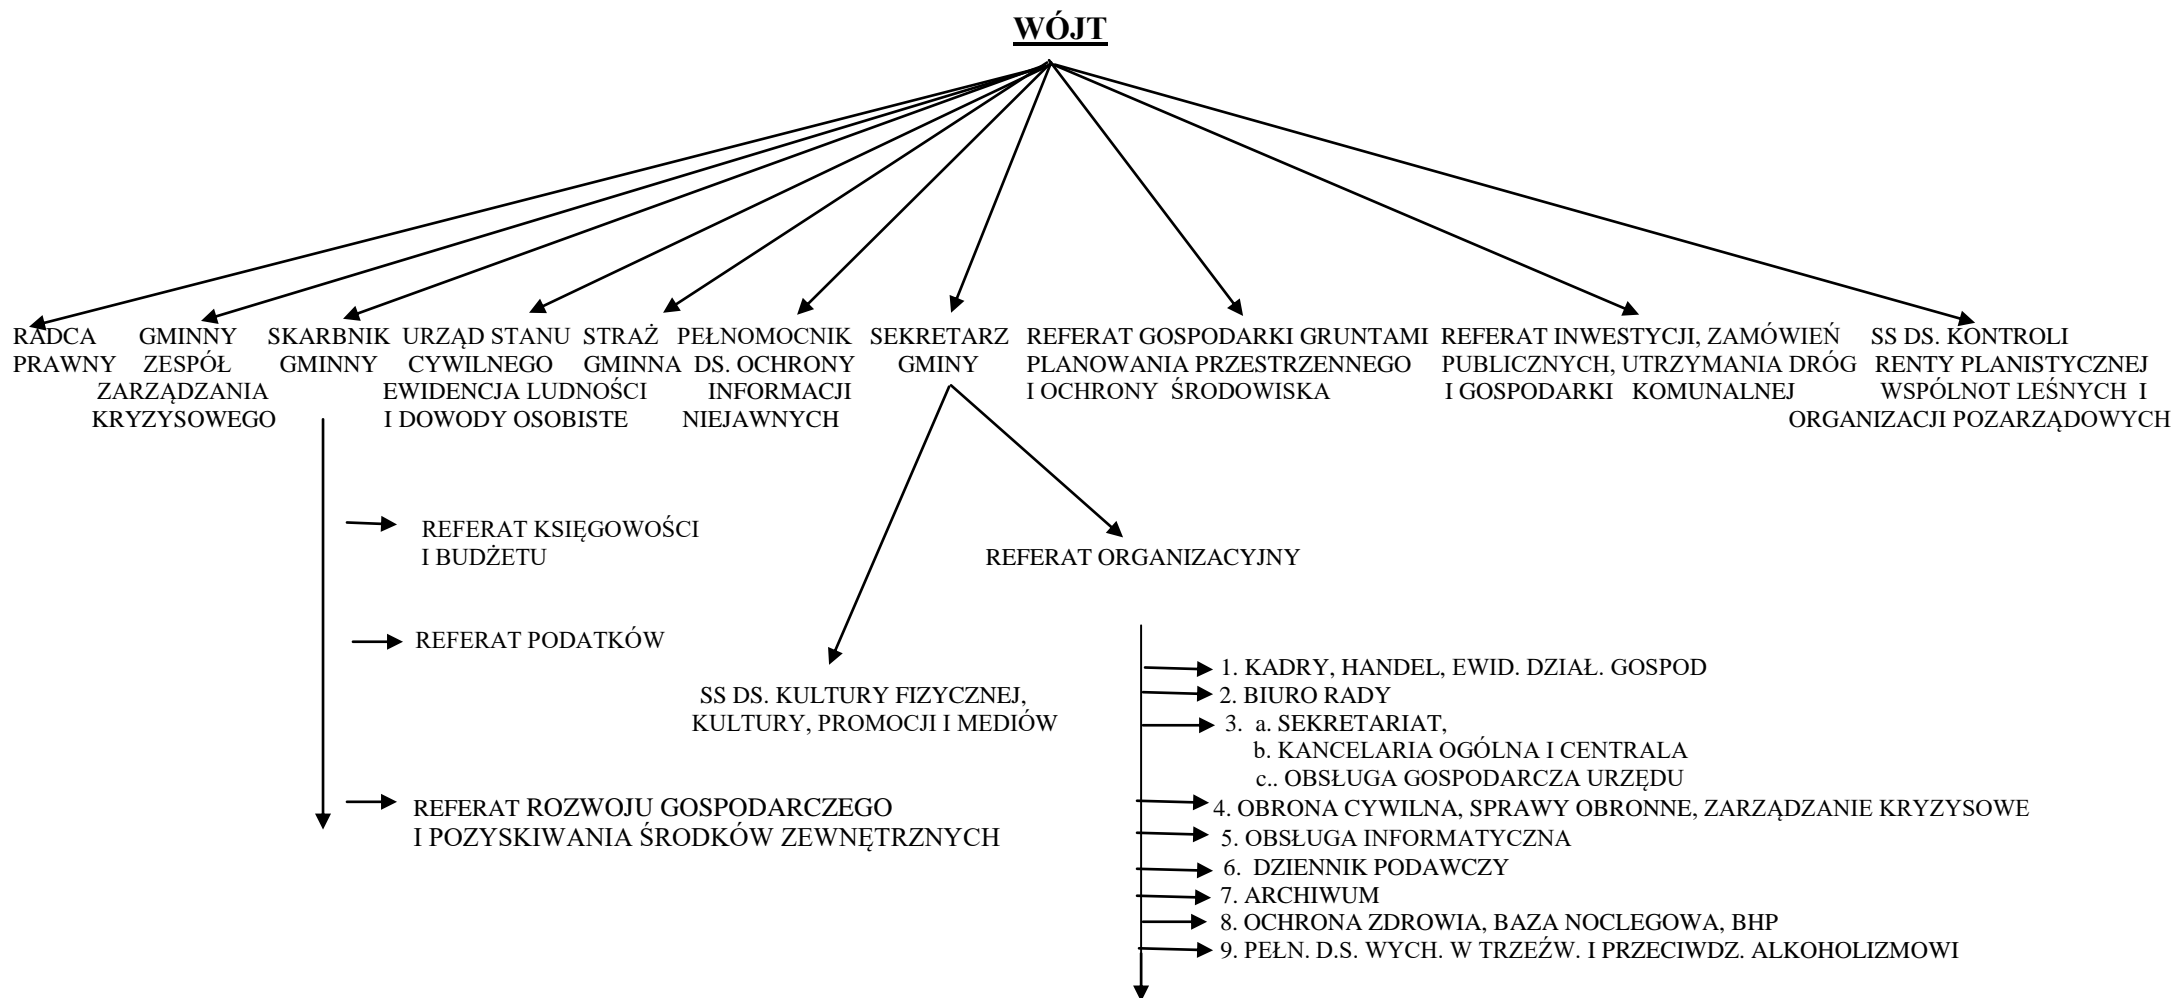 WÓJT
RADCA
PRAWNY
GMINNY
ZESPÓŁ
ZARZĄDZANIA
KRYZYSOWEGO
SKARBNIK
GMINNY
URZĄD STANU
CYWILNEGO
EWIDENCJA LUDNOŚCI
I DOWODY OSOBISTE
STRAŻ
GMINNA
PEŁNOMOCNIK
DS. OCHRONY
INFORMACJI
NIEJAWNYCH
SEKRETARZ
GMINY
REFERAT GOSPODARKI GRUNTAMI
PLANOWANIA PRZESTRZENNEGO
I OCHRONY ŚRODOWISKA
REFERAT INWESTYCJI, ZAMÓWIEŃ
PUBLICZNYCH, UTRZYMANIA DRÓG
I GOSPODARKI KOMUNALNEJ
SS DS. KONTROLI
RENTY PLANISTYCZNEJ
WSPÓLNOT LEŚNYCH I
ORGANIZACJI POZARZĄDOWYCH
REFERAT KSIĘGOWOŚCI
I BUDŻETU
REFERAT PODATKÓW
REFERAT ROZWOJU GOSPODARCZEGO
I POZYSKIWANIA ŚRODKÓW ZEWNĘTRZNYCH
SS DS. KULTURY FIZYCZNEJ,
KULTURY, PROMOCJI I MEDIÓW
REFERAT ORGANIZACYJNY
1. KADRY, HANDEL, EWID. DZIAŁ. GOSPOD
2. BIURO RADY
3. a. SEKRETARIAT,
b. KANCELARIA OGÓLNA I CENTRALA
c.. OBSŁUGA GOSPODARCZA URZĘDU
4. OBRONA CYWILNA, SPRAWY OBRONNE, ZARZĄDZANIE KRYZYSOWE
5. OBSŁUGA INFORMATYCZNA
6. DZIENNIK PODAWCZY
7. ARCHIWUM
8. OCHRONA ZDROWIA, BAZA NOCLEGOWA, BHP
9. PEŁN. D.S. WYCH. W TRZEŹW. I PRZECIWDZ. ALKOHOLIZMOWI